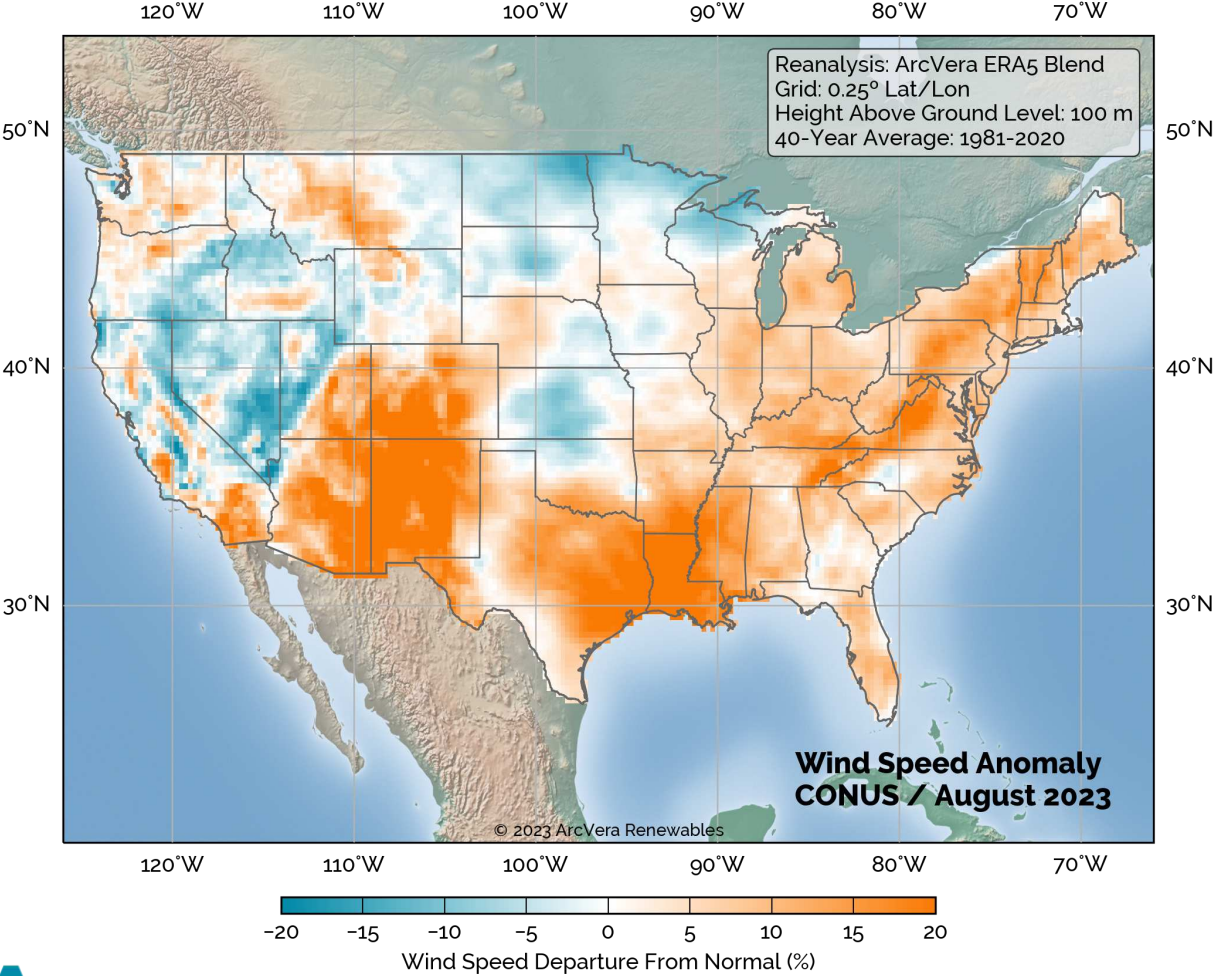 120°W 110°W 100°W 90°W 80°W 70°W
Reanalysis: ArcVera ERA5 Blend
Grid: 0.25º Lat/Lon
Height Above Ground Level: 100 m
40-Year Average: 1981-2020
50°N 50°N
40°N 40°N
30°N 30°N
Wind Speed Anomaly
CONUS / August 2023
© 2023 ArcVera Renewables
120°W 110°W 100°W 90°W 80°W 70°W
−20 −15 −10 −5 0 5 10 15 20
Wind Speed Departure From Normal (%)